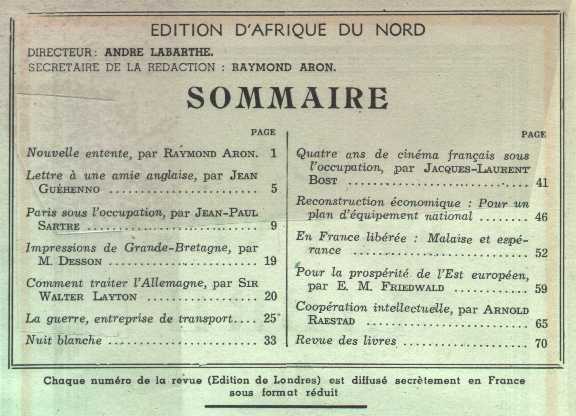 EDITION D'AFRIQUE DU NORD
DIRECTEUR: ANDRE LABARTHE.
SECRETAIRE DE LA REDACTION : RAYMOND ARON.
SOMMAIRE
PAGE
Nouvelle entente, par RAYMOND ARON. 1
Lettre à une amie anglaise, par JEAN
GUÉHENNO .................... 5
Paris sous l'occupation, par JEAN-PAUL
SARTRE ........................ 9
Impressions de Grande-Bretagne, par
M. DESSON .................... 19
Comment traiter l'Allemagne, par SIR
WALTER LAYTON ................ 20
La guerre, entreprise de transport.... 25
Nuit blanche ...................... 33
PAGE
Quatre ans de cinéma français sous
l'occupation, par JACQUES-LAURENT
BOST .......................... 41
Reconstruction économique : Pour un
plan d'équipement national ........ 46
En France libérée : Malaise et espé-
rance .......................... 52
Pour la prospérité de l'Est européen,
par E. M. FRIEDWALD ............ 59
Coopération intellectuelle, par ARNOLD
RAESTAD ........................ 65
Revue des livres .................. 70
Chaque numéro de la revue (Edition de Londres) est diffusé secrètement en France
sous format réduit